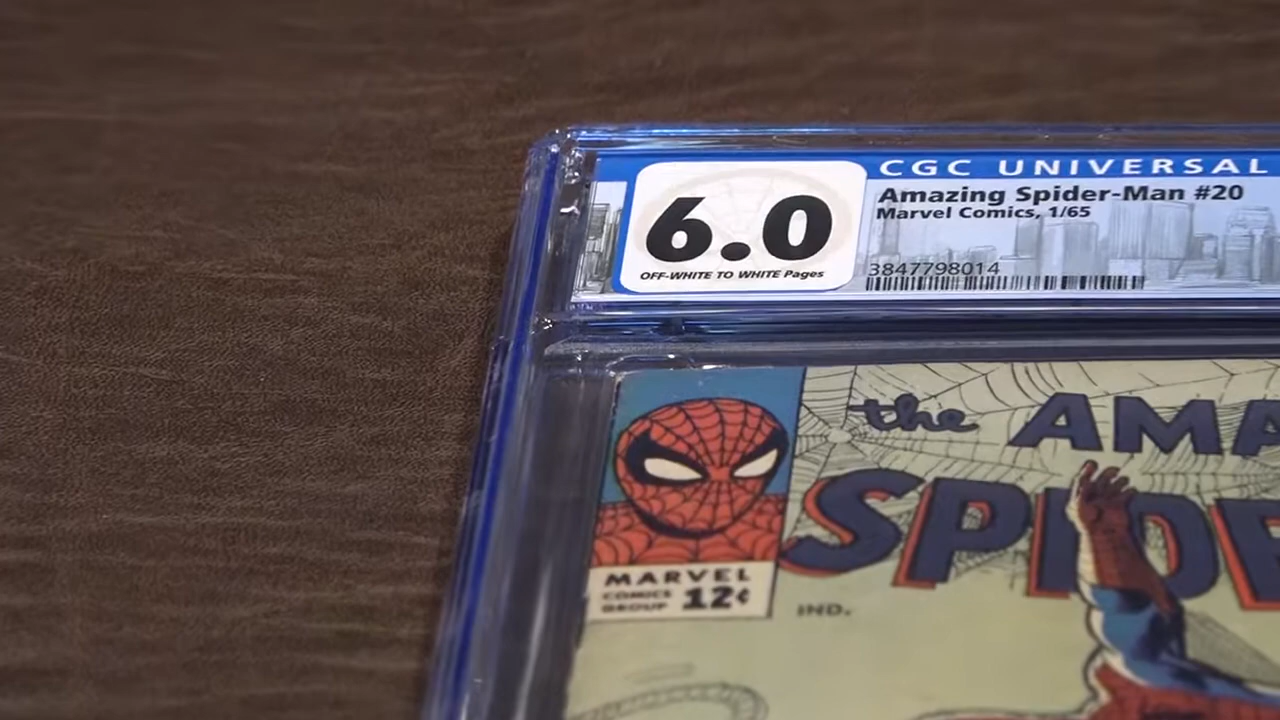 CGC UNIVERSAL
6.0
Amazing Spider-Man #20
Marvel Comics, 1/65
OFF-WHITE TO WHITE Pages
3847798014
the AMA
SPIDE
MARVEL
COMICS
GROUP 12¢
IND.